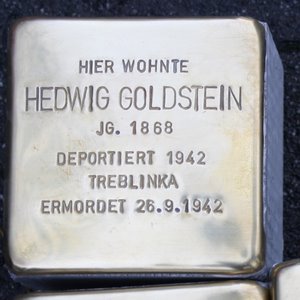 HIER WOHNTE
HEDWIG GOLDSTEIN
JG. 1868
DEPORTIERT 1942
TREBLINKA
ERMORDET 26.9.1942